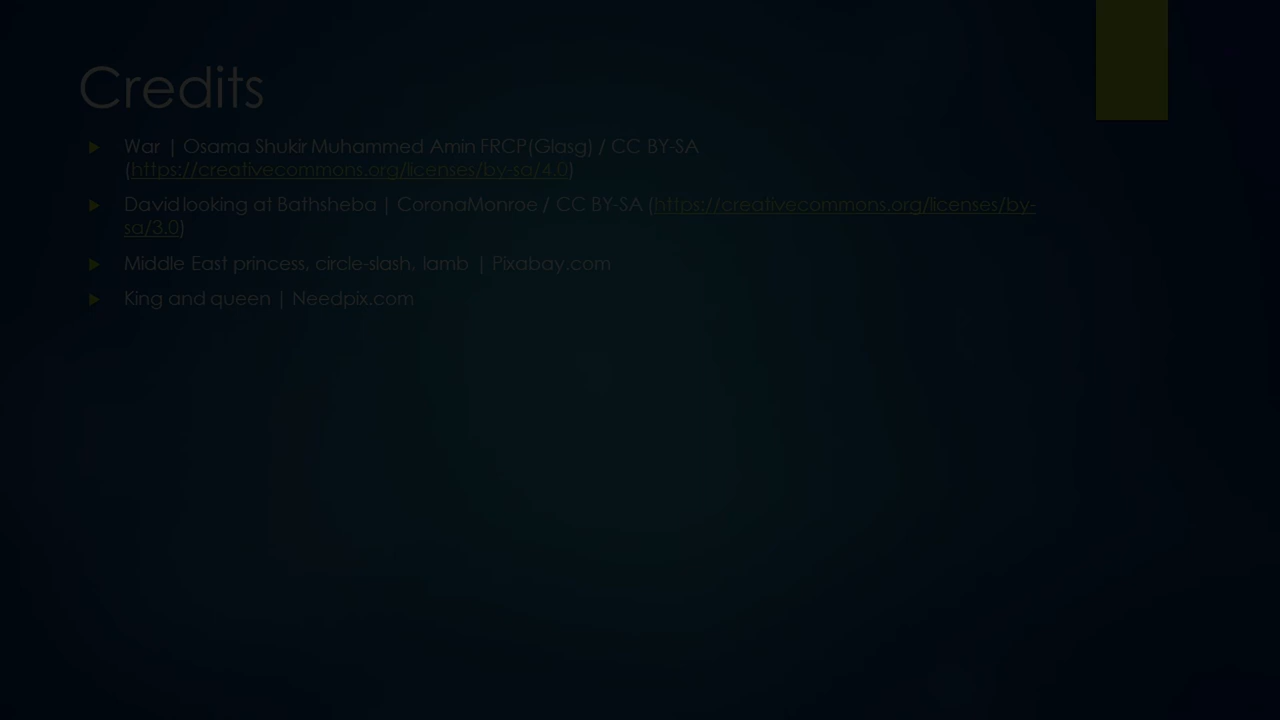 Credits
War | Osama Shukir Muhammed Amin FRCP(Glasg) / CC BY-SA
(https://creativecommons.org/licenses/by-sa/4.0)
David looking at Bathsheba | CoronaMonroe / CC BY-SA (https://creativecommons.org/licenses/by-
sa/3.0)
Middle East princess, circle-slash, lamb | Pixabay.com
King and queen | Needpix.com